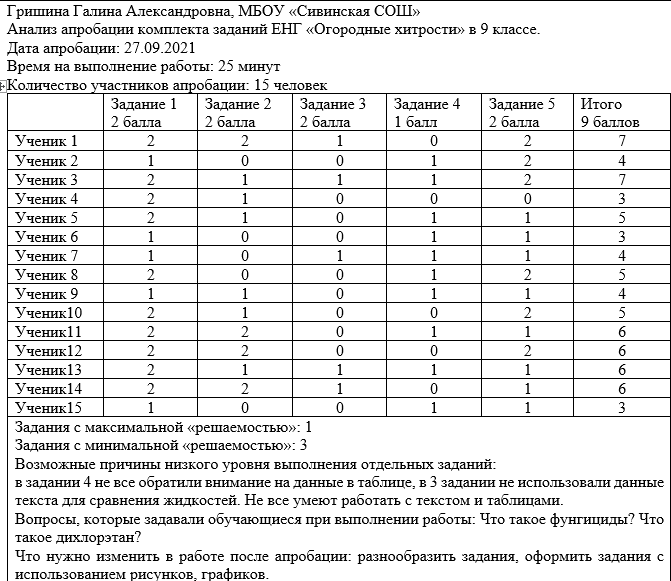 Гришина Галина Александровна, МБОУ «Сивинская СОШ»
Анализ апробации комплекта заданий ЕНГ «Огородные хитрости» в 9 классе.
Дата апробации: 27.09.2021
Время на выполнение работы: 25 минут
Количество участников апробации: 15 человек
Задание 1 Задание 2 Задание 3 Задание 4 Задание 5 Итого
2 балла 2 балла 2 балла 1 балл 2 балла 9 баллов
Ученик 1 2 2 1 0 2 7
Ученик 2 1 0 0 1 2 4
Ученик 3 2 1 1 1 2 7
Ученик 4 2 1 0 0 0 3
Ученик 5 2 1 0 1 1 5
Ученик 6 1 0 0 1 1 3
Ученик 7 1 0 1 1 1 4
Ученик 8 2 0 0 1 2 5
Ученик 9 1 1 0 1 1 4
Ученик10 2 1 0 0 2 5
Ученик11 2 2 0 1 1 6
Ученик12 2 2 0 0 2 6
Ученик13 2 1 1 1 1 6
Ученик14 2 2 1 0 1 6
Ученик15 1 0 0 1 1 3
Задания с максимальной «решаемостью»: 1
Задания с минимальной «решаемостью»: 3
Возможные причины низкого уровня выполнения отдельных заданий:
в задании 4 не все обратили внимание на данные в таблице, в 3 задании не использовали данные
текста для сравнения жидкостей. Не все умеют работать с текстом и таблицами.
Вопросы, которые задавали обучающиеся при выполнении работы: Что такое фунгициды? Что
такое дихлорэтан?
Что нужно изменить в работе после апробации: разнообразить задания, оформить задания с
использованием рисунков, графиков.